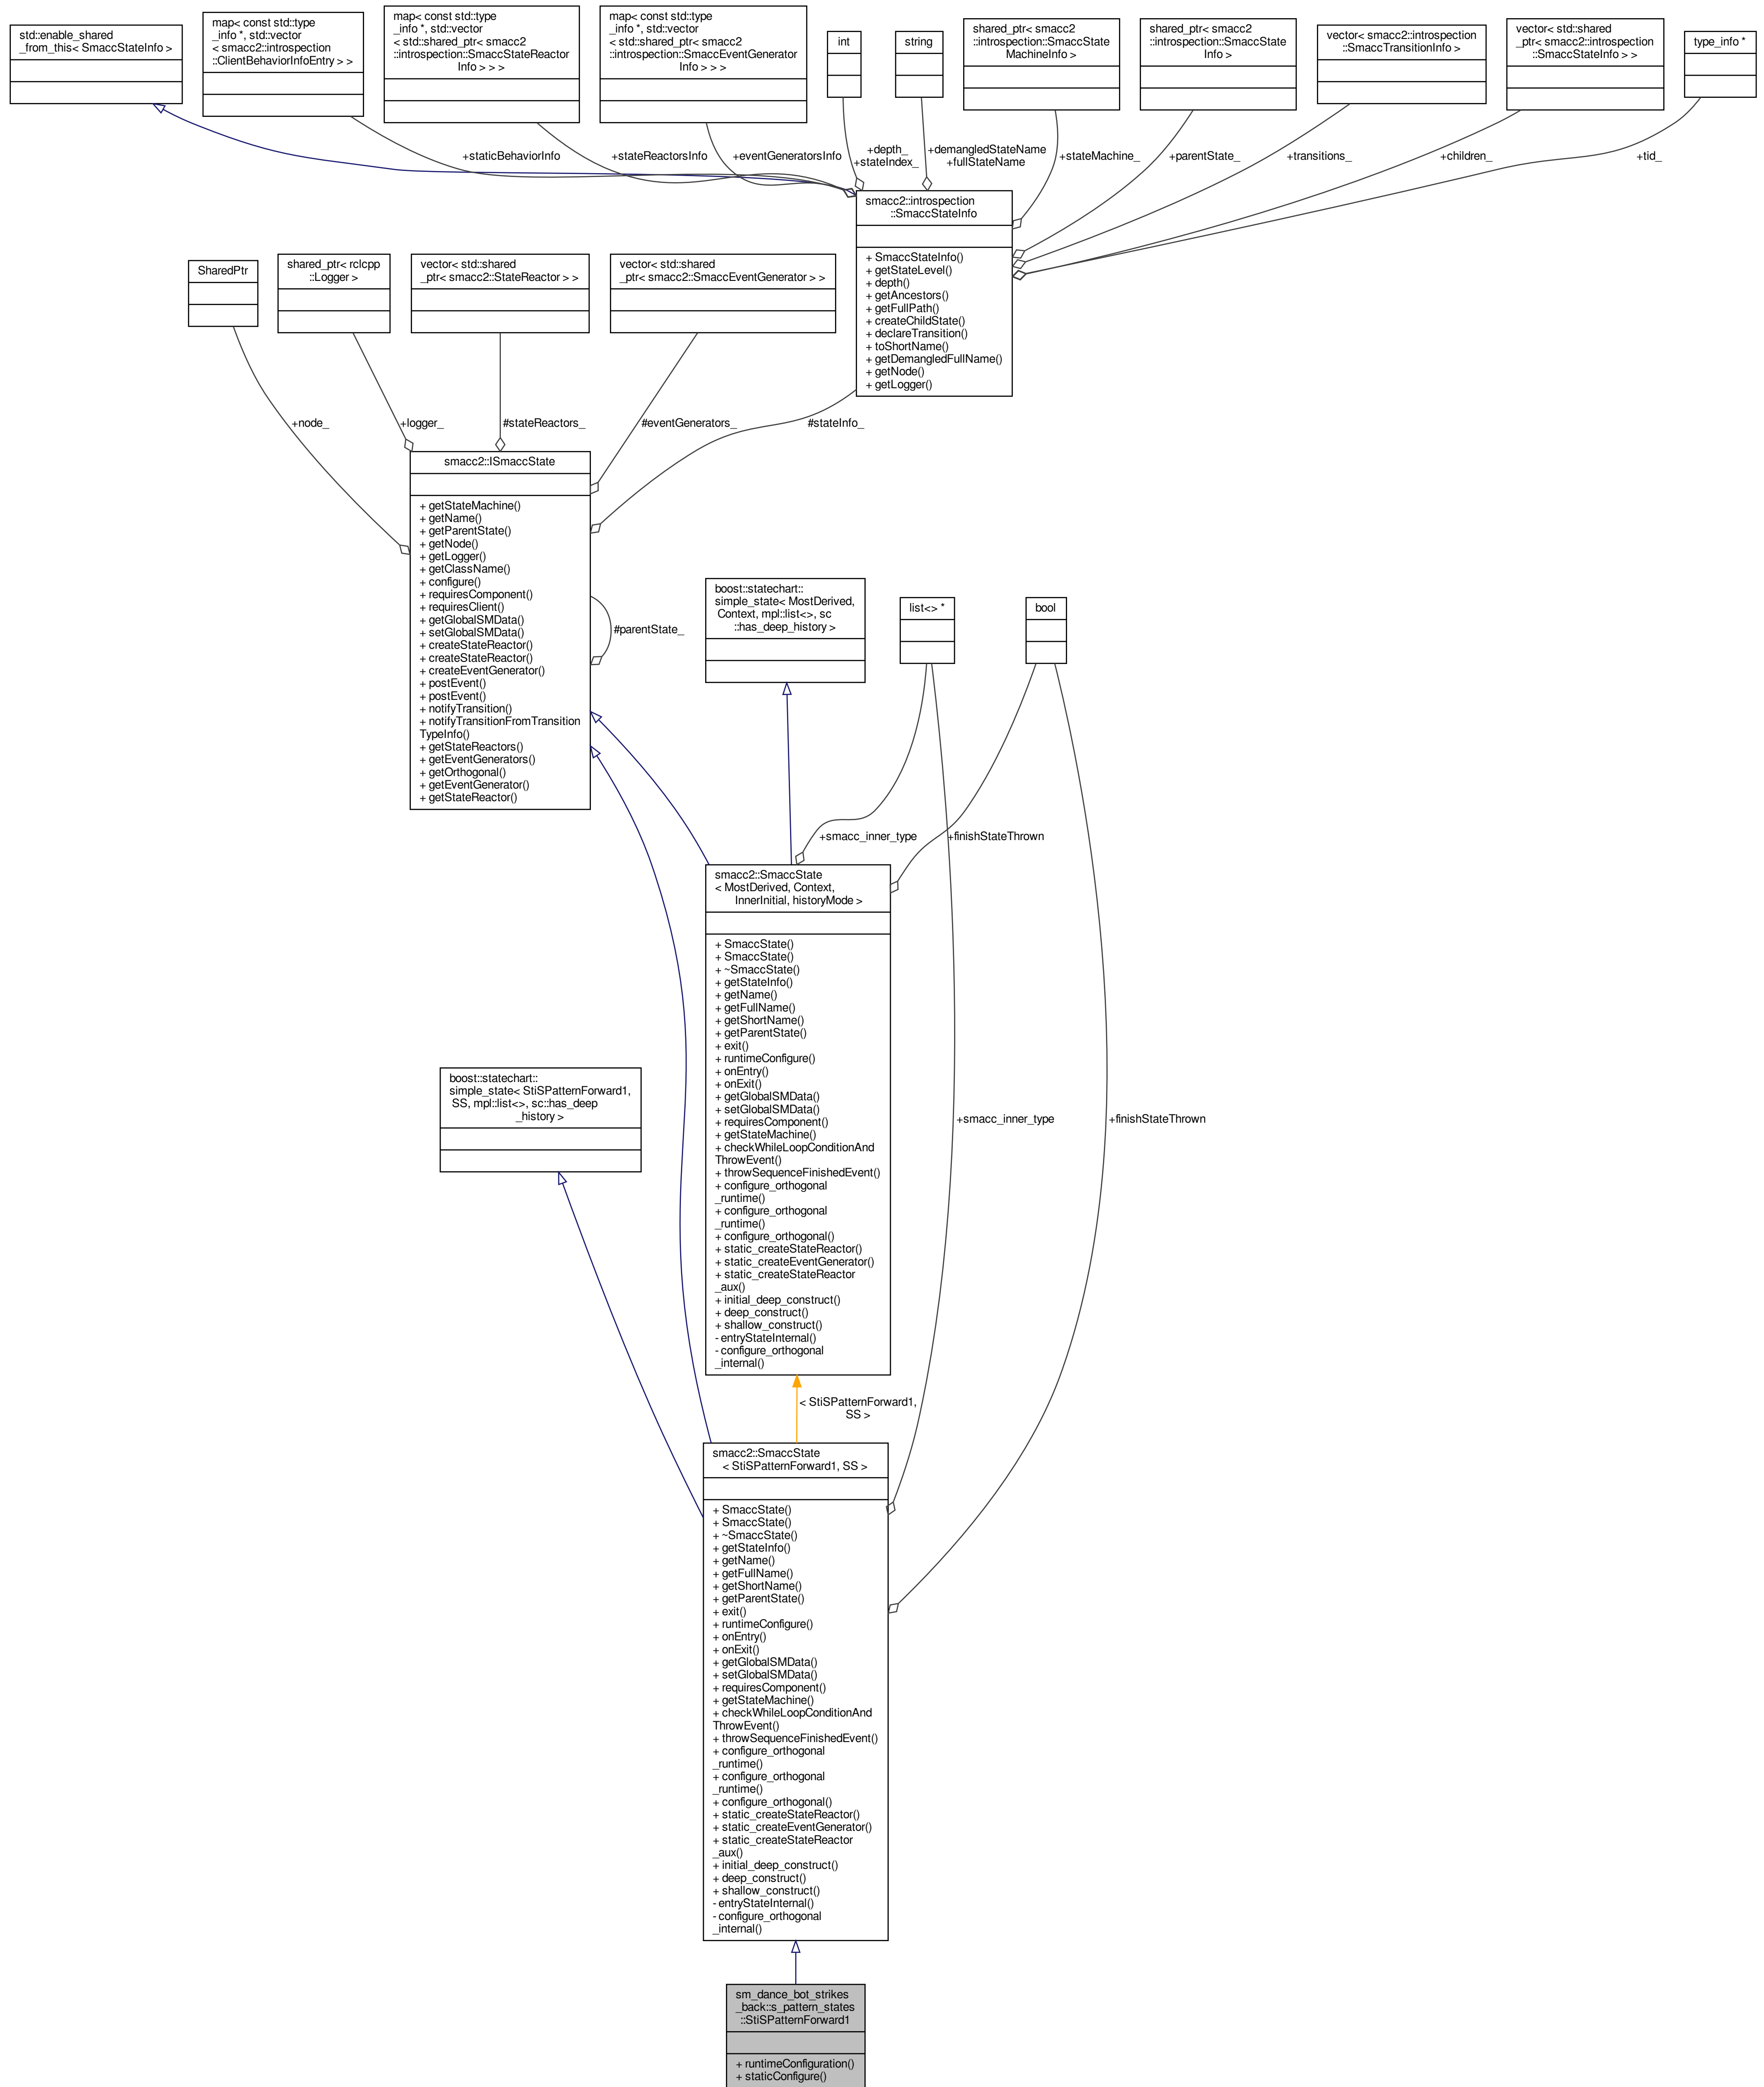 std::enable_shared
_from_this< SmaccStateInfo >
map< const std::type
_info *, std::vector
< smacc2::introspection
::ClientBehaviorInfoEntry > >
map< const std::type
_info *, std::vector
< std::shared_ptr< smacc2
::introspection::SmaccStateReactor
Info > > >
map< const std::type
_info *, std::vector
< std::shared_ptr< smacc2
::introspection::SmaccEventGenerator
Info > > >
int
string
shared_ptr< smacc2
::introspection::SmaccState
MachineInfo >
shared_ptr< smacc2
::introspection::SmaccState
Info >
vector< smacc2::introspection
::SmaccTransitionInfo >
vector< std::shared
_ptr< smacc2::introspection
::SmaccStateInfo > >
type_info *
+staticBehaviorInfo
+stateReactorsInfo
+eventGeneratorsInfo
+depth_
+stateIndex_
+demangledStateName
+fullStateName
+stateMachine_
+parentState_
+transitions_
+children_
+tid_
smacc2::introspection
::SmaccStateInfo
+ SmaccStateInfo()
+ getStateLevel()
+ depth()
+ getAncestors()
+ getFullPath()
+ createChildState()
+ declareTransition()
+ toShortName()
+ getDemangledFullName()
+ getNode()
+ getLogger()
SharedPtr
shared_ptr< rclcpp
::Logger >
vector< std::shared
_ptr< smacc2::StateReactor > >
vector< std::shared
_ptr< smacc2::SmaccEventGenerator > >
+node_
+logger_
#stateReactors_
#eventGenerators_
#stateInfo_
smacc2::ISmaccState
+ getStateMachine()
+ getName()
+ getParentState()
+ getNode()
+ getLogger()
+ getClassName()
+ configure()
+ requiresComponent()
+ requiresClient()
+ getGlobalSMData()
+ setGlobalSMData()
+ createStateReactor()
+ createStateReactor()
+ createEventGenerator()
+ postEvent()
+ postEvent()
+ notifyTransition()
+ notifyTransitionFromTransition
TypeInfo()
+ getStateReactors()
+ getEventGenerators()
+ getOrthogonal()
+ getEventGenerator()
+ getStateReactor()
#parentState_
boost::statechart::
simple_state< MostDerived,
Context, mpl::list<>, sc
::has_deep_history >
list<> *
bool
+smacc_inner_type
+finishStateThrown
smacc2::SmaccState
< MostDerived, Context,
InnerInitial, historyMode >
+ SmaccState()
+ SmaccState()
+ ~SmaccState()
+ getStateInfo()
+ getName()
+ getFullName()
+ getShortName()
+ getParentState()
+ exit()
+ runtimeConfigure()
+ onEntry()
+ onExit()
+ getGlobalSMData()
+ setGlobalSMData()
+ requiresComponent()
+ getStateMachine()
+ checkWhileLoopConditionAnd
ThrowEvent()
+ throwSequenceFinishedEvent()
+ configure_orthogonal
_runtime()
+ configure_orthogonal
_runtime()
+ configure_orthogonal()
+ static_createStateReactor()
+ static_createEventGenerator()
+ static_createStateReactor
_aux()
+ initial_deep_construct()
+ deep_construct()
+ shallow_construct()
- entryStateInternal()
- configure_orthogonal
_internal()
boost::statechart::
simple_state< StiSPatternForward1,
SS, mpl::list<>, sc::has_deep
_history >
+smacc_inner_type
+finishStateThrown
< StiSPatternForward1,
SS >
smacc2::SmaccState
< StiSPatternForward1, SS >
+ SmaccState()
+ SmaccState()
+ ~SmaccState()
+ getStateInfo()
+ getName()
+ getFullName()
+ getShortName()
+ getParentState()
+ exit()
+ runtimeConfigure()
+ onEntry()
+ onExit()
+ getGlobalSMData()
+ setGlobalSMData()
+ requiresComponent()
+ getStateMachine()
+ checkWhileLoopConditionAnd
ThrowEvent()
+ throwSequenceFinishedEvent()
+ configure_orthogonal
_runtime()
+ configure_orthogonal
_runtime()
+ configure_orthogonal()
+ static_createStateReactor()
+ static_createEventGenerator()
+ static_createStateReactor
_aux()
+ initial_deep_construct()
+ deep_construct()
+ shallow_construct()
- entryStateInternal()
- configure_orthogonal
_internal()
sm_dance_bot_strikes
_back::s_pattern_states
::StiSPatternForward1
+ runtimeConfiguration()
+ staticConfigure()